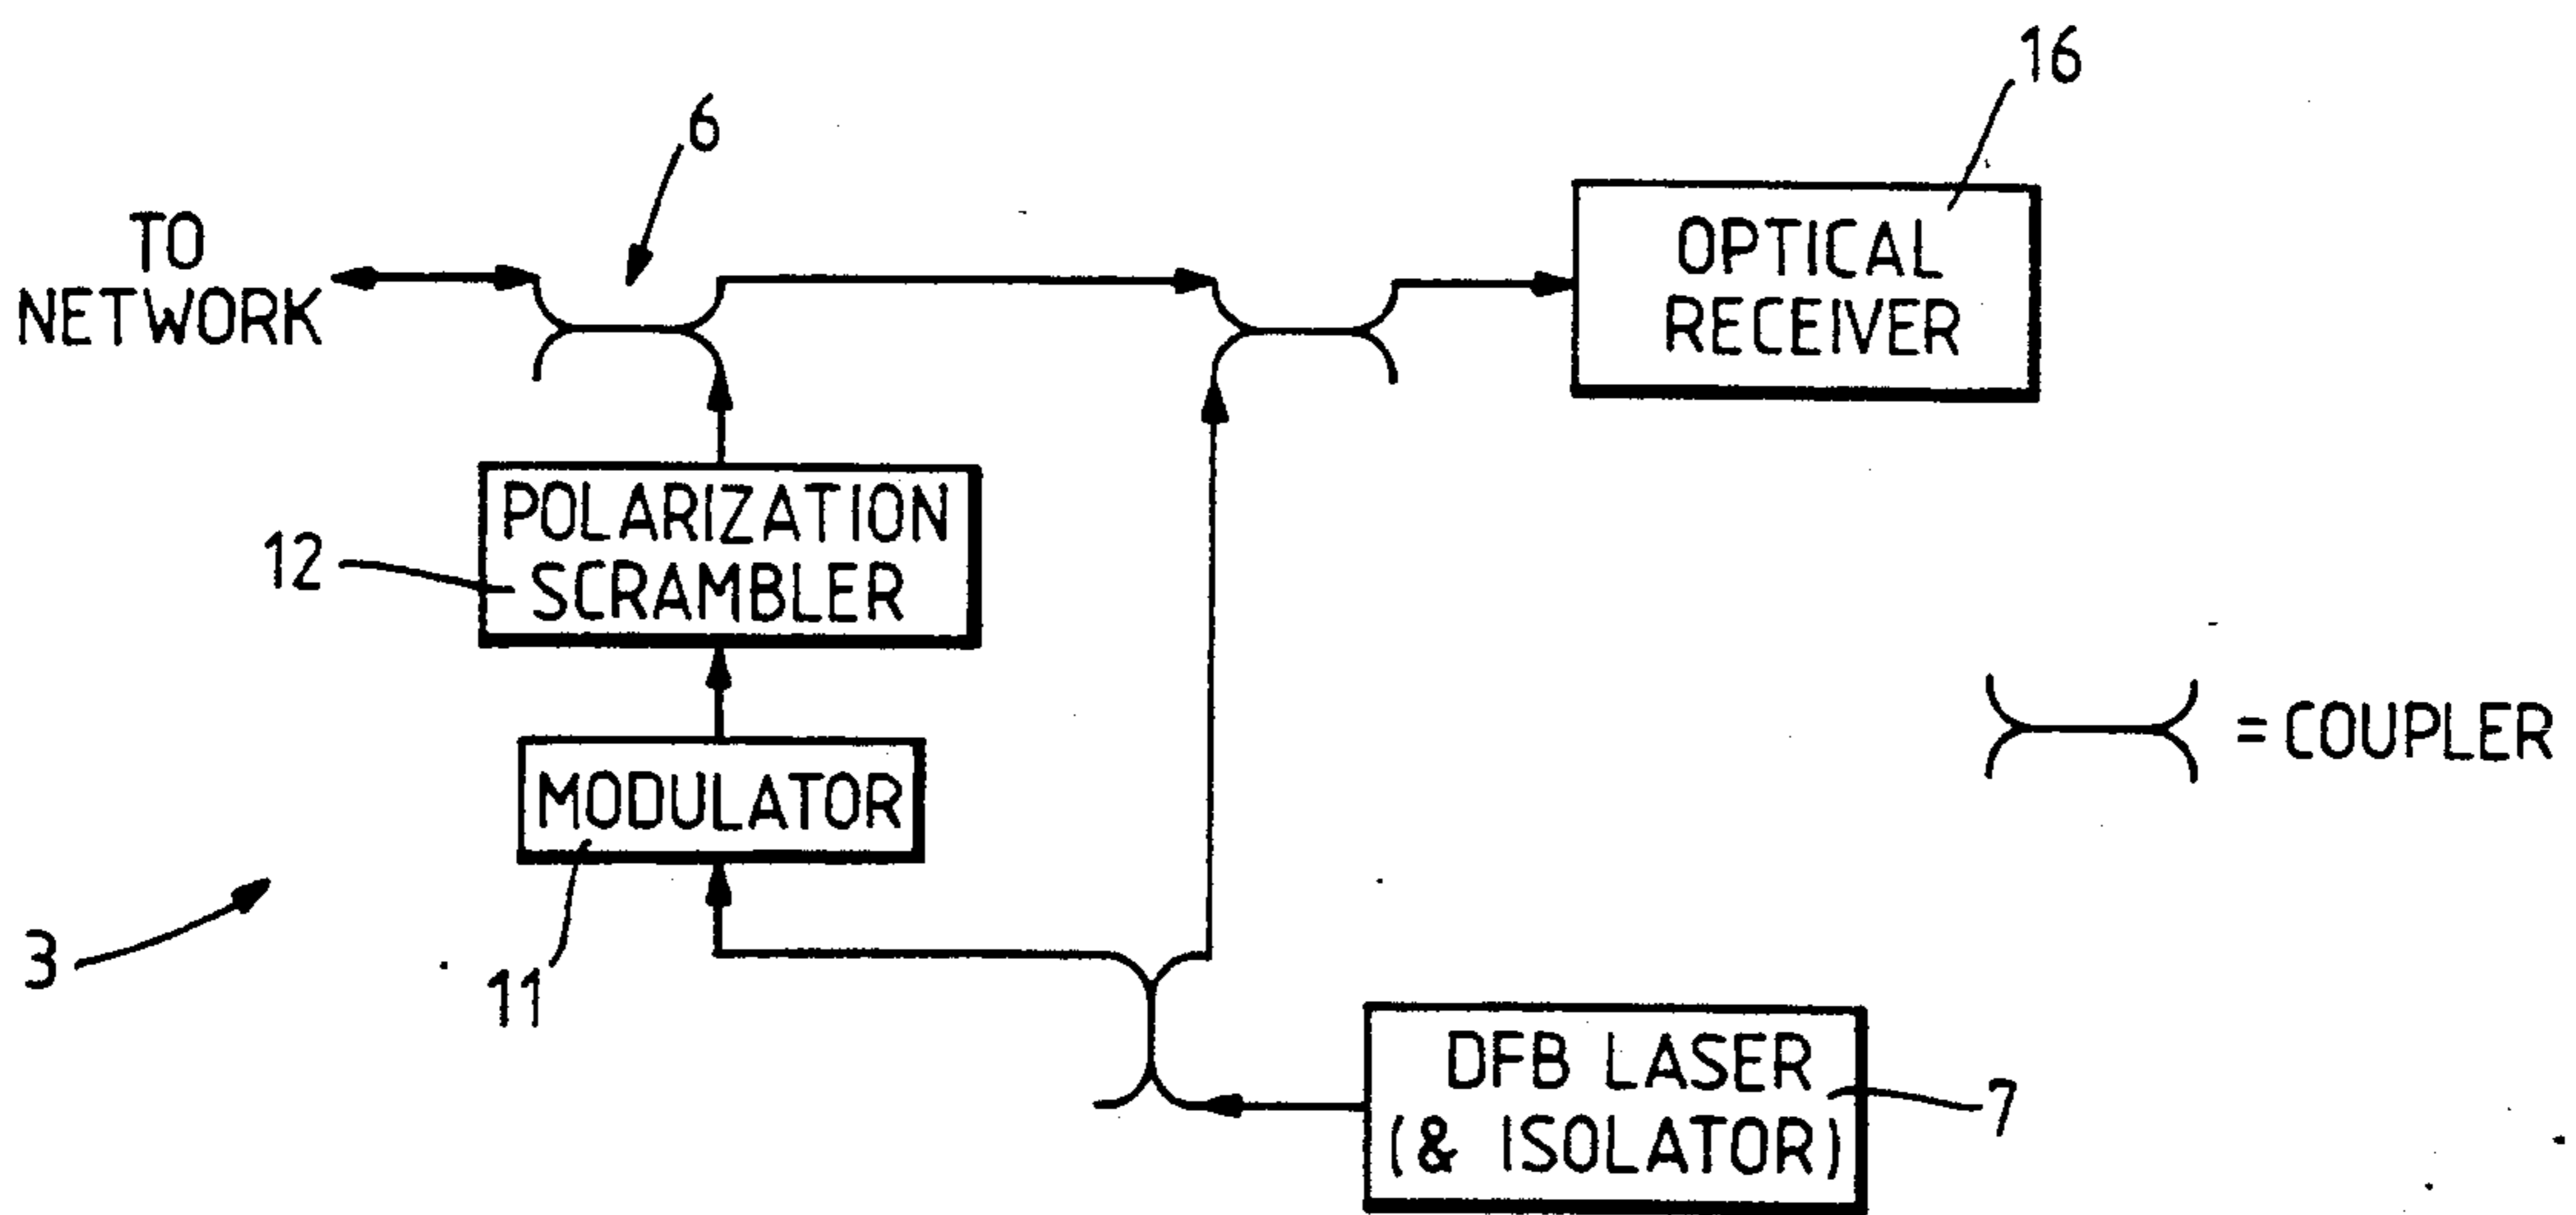 16
6
TO
NETWORK
OPTICAL
RECEIVER
12
POLARIZATION
SCRAMBLER
= COUPLER
MODULATOR
3
11
DFB LASER
(& ISOLATOR)
7